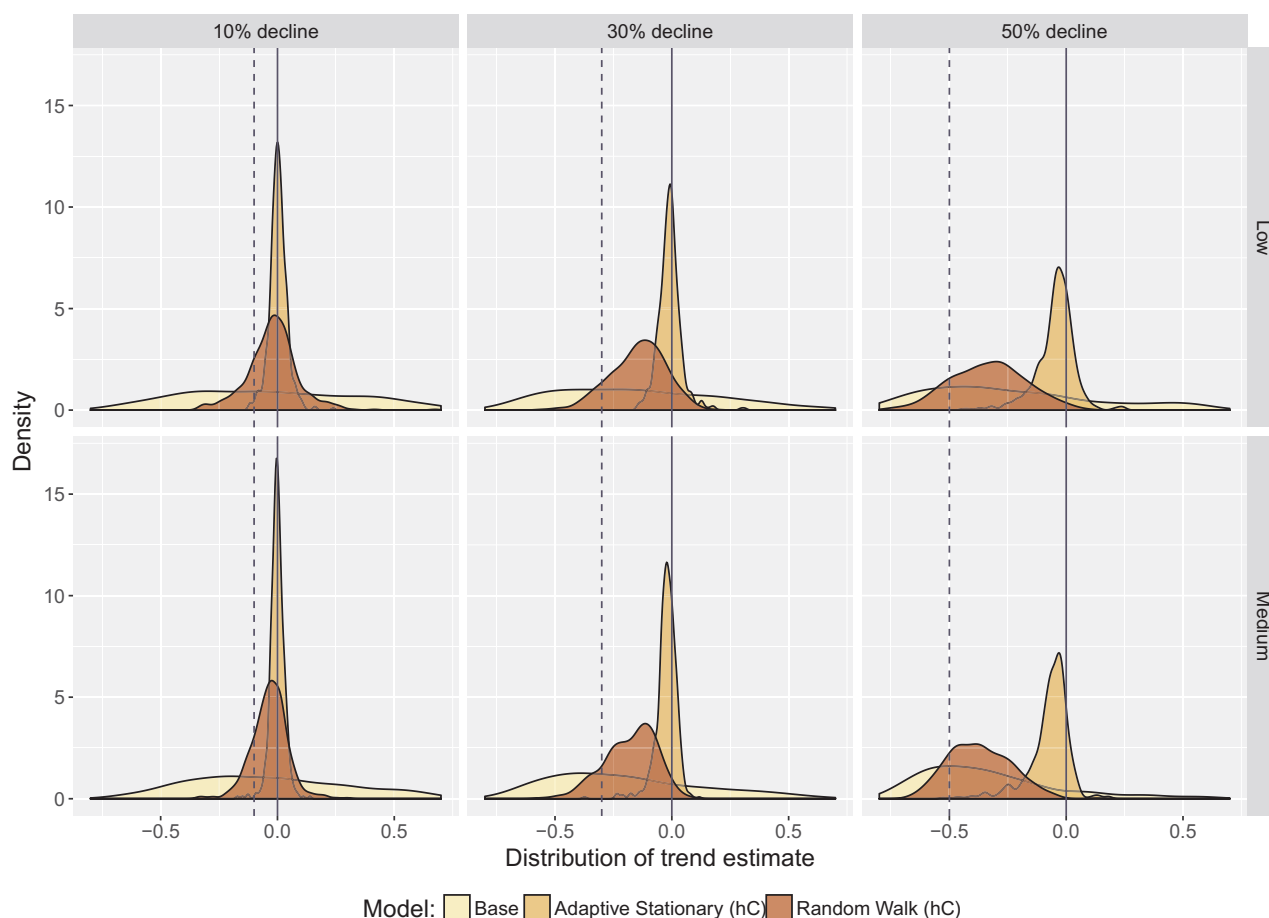 10% decline 30% decline 50% decline
15
10
5
0
Low
Density
15
10
5
0
Medium
−0.5 0.0 0.5 −0.5 0.0 0.5 −0.5 0.0 0.5
Distribution of trend estimate
Model: Base Adaptive Stationary (hC) Random Walk (hC)